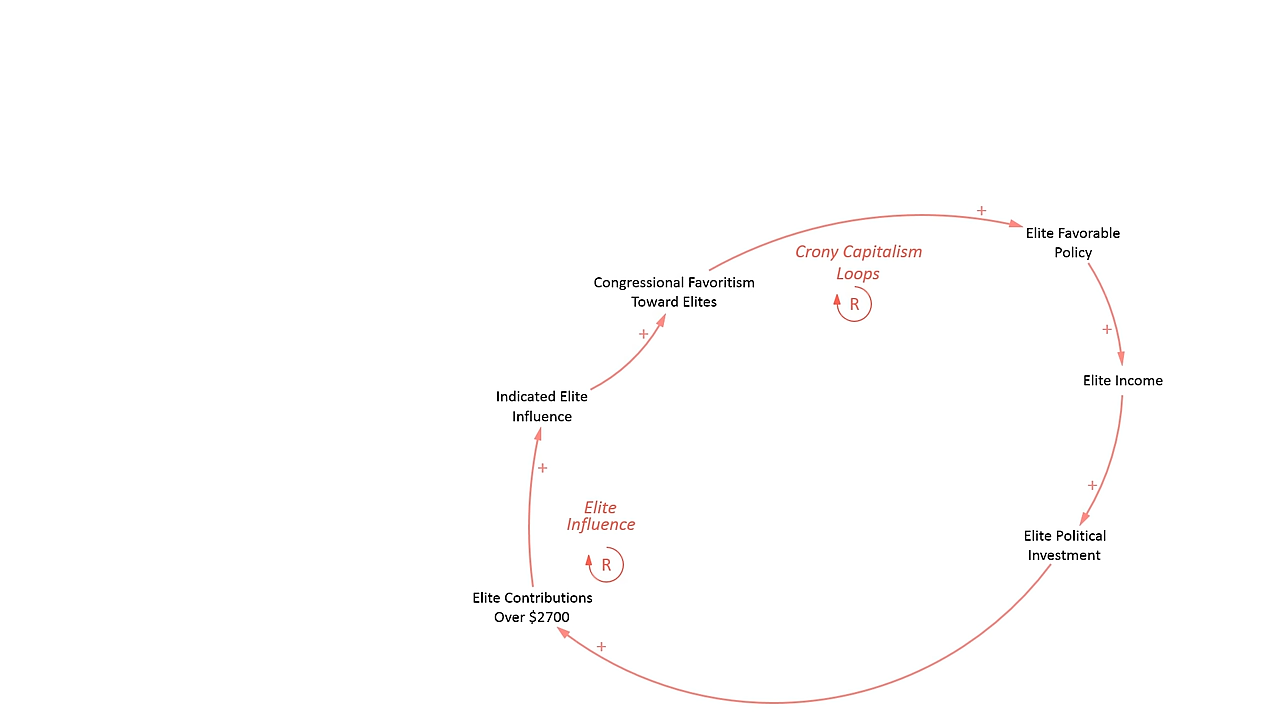 +
Elite Favorable
Policy
Crony Capitalism
Loops
R
Congressional Favoritism
Toward Elites
+
+
Elite Income
Indicated Elite
Influence
+
+
Elite
Influence
R
Elite Political
Investment
Elite Contributions
Over $2700
+